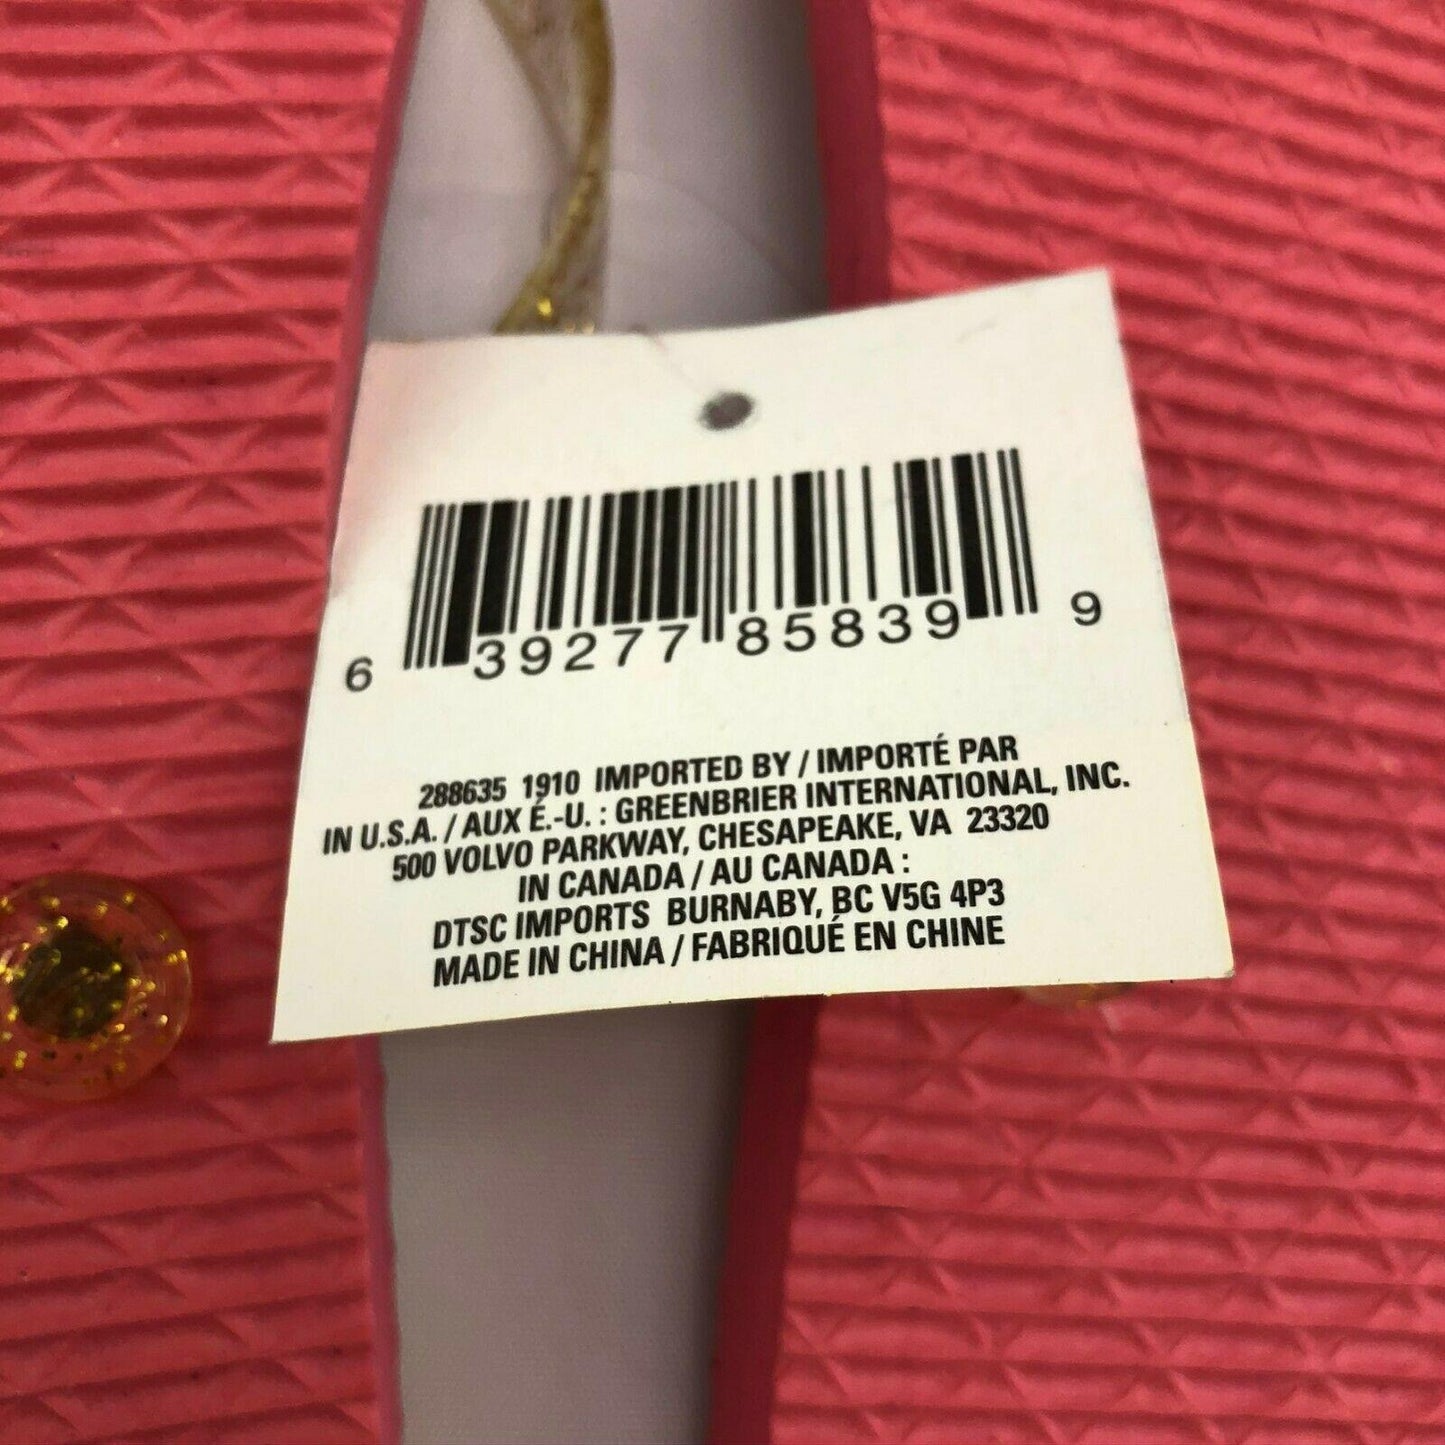 6 39277 85839 9
288635 1910 IMPORTED BY / IMPORTÉ PAR
IN U.S.A. / AUX É.-U. : GREENBRIER INTERNATIONAL, INC.
500 VOLVO PARKWAY, CHESAPEAKE, VA 23320
IN CANADA / AU CANADA :
DTSC IMPORTS BURNABY, BC V5G 4P3
MADE IN CHINA / FABRIQUÉ EN CHINE